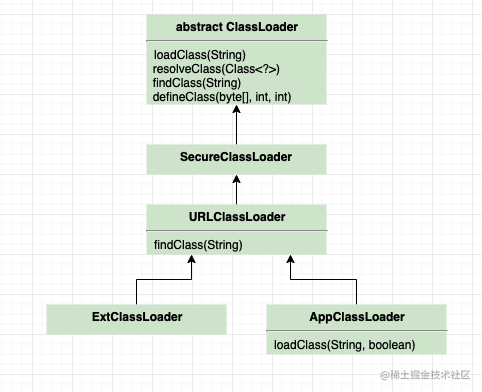 abstract ClassLoader
loadClass(String)
resolveClass(Class<?>)
findClass(String)
defineClass(byte[], int, int)
SecureClassLoader
URLClassLoader
findClass(String)
ExtClassLoader
AppClassLoader
loadClass(String, boolean)
@稀土掘金技术社区